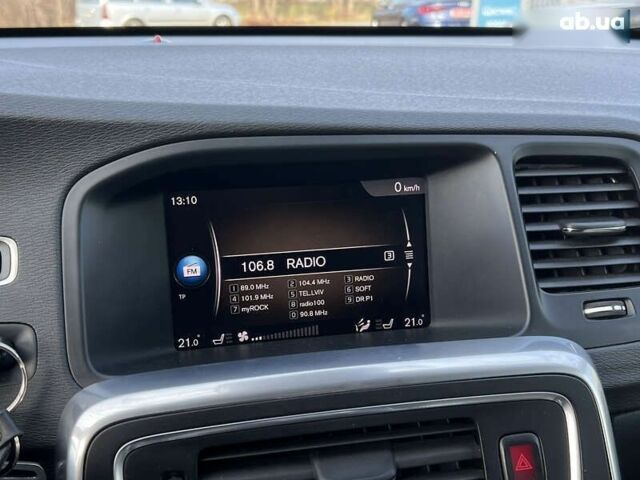 ab.ua
13:10
0 km/h
106.8 RADIO 3
FM
TP
1 89.0 MHz 2 104.4 MHz 3 RADIO
4 101.9 MHz 5 TEL.LVIV 6 SOFT
7 myROCK 8 radio100 9 DR P1
0 90.8 MHz
21.0° 21.0°